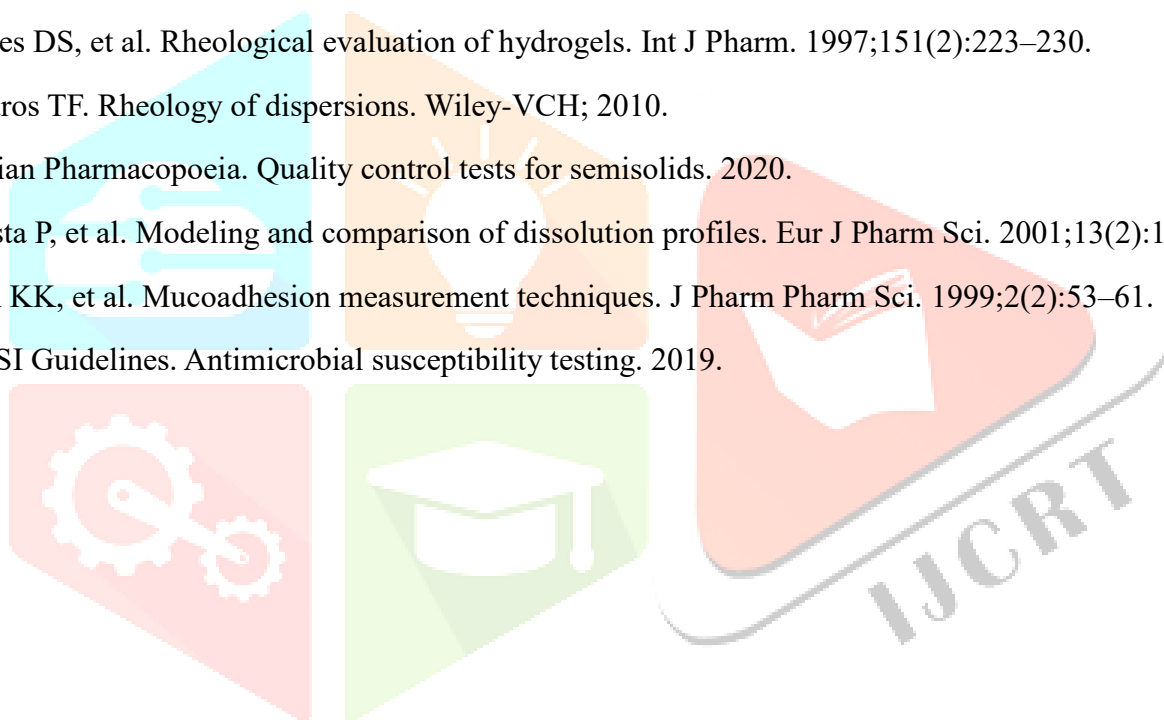 es DS, et al. Rheological evaluation of hydrogels. Int J Pharm. 1997;151(2):223–230.
ros TF. Rheology of dispersions. Wiley-VCH; 2010.
ian Pharmacopoeia. Quality control tests for semisolids. 2020.
sta P, et al. Modeling and comparison of dissolution profiles. Eur J Pharm Sci. 2001;13(2):1
KK, et al. Mucoadhesion measurement techniques. J Pharm Pharm Sci. 1999;2(2):53–61.
SI Guidelines. Antimicrobial susceptibility testing. 2019.
IJCRT